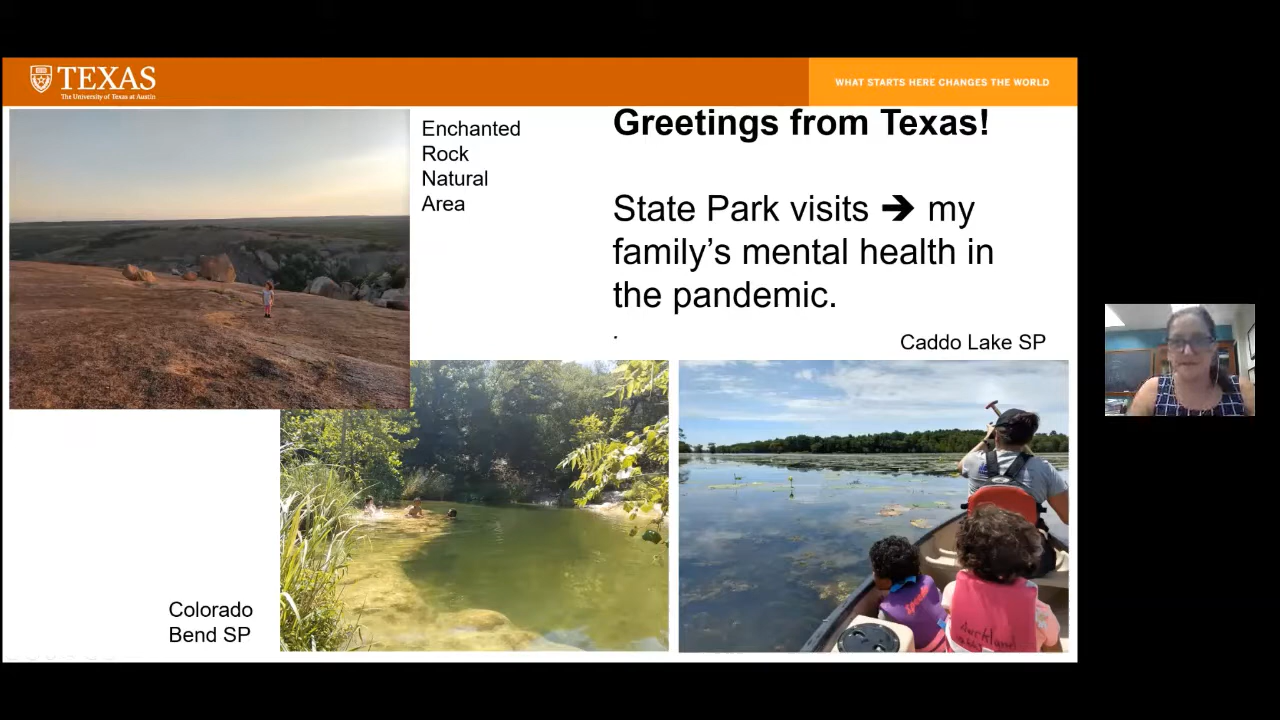 TEXAS
The University of Texas at Austin
WHAT STARTS HERE CHANGES THE WORLD
Greetings from Texas!
Enchanted
Rock
Natural
Area
State Park visits ➔ my
family’s mental health in
the pandemic.
.
Caddo Lake SP
Colorado
Bend SP